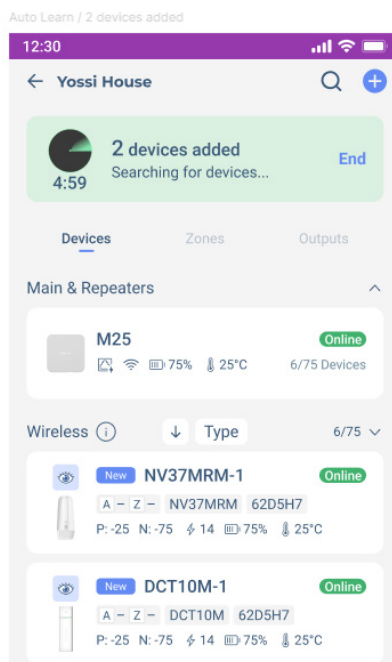 Auto Learn / 2 devices added
12:30
Yossi House
2 devices added
Searching for devices...
4:59
End
Devices Zones Outputs
Main & Repeaters
M25 Online
75% 25°C 6/75 Devices
Wireless Type 6/75
New NV37MRM-1 Online
A – Z – NV37MRM 62D5H7
P: -25 N: -75 14 75% 25°C
New DCT10M-1 Online
A – Z – DCT10M 62D5H7
P: -25 N: -75 14 75% 25°C